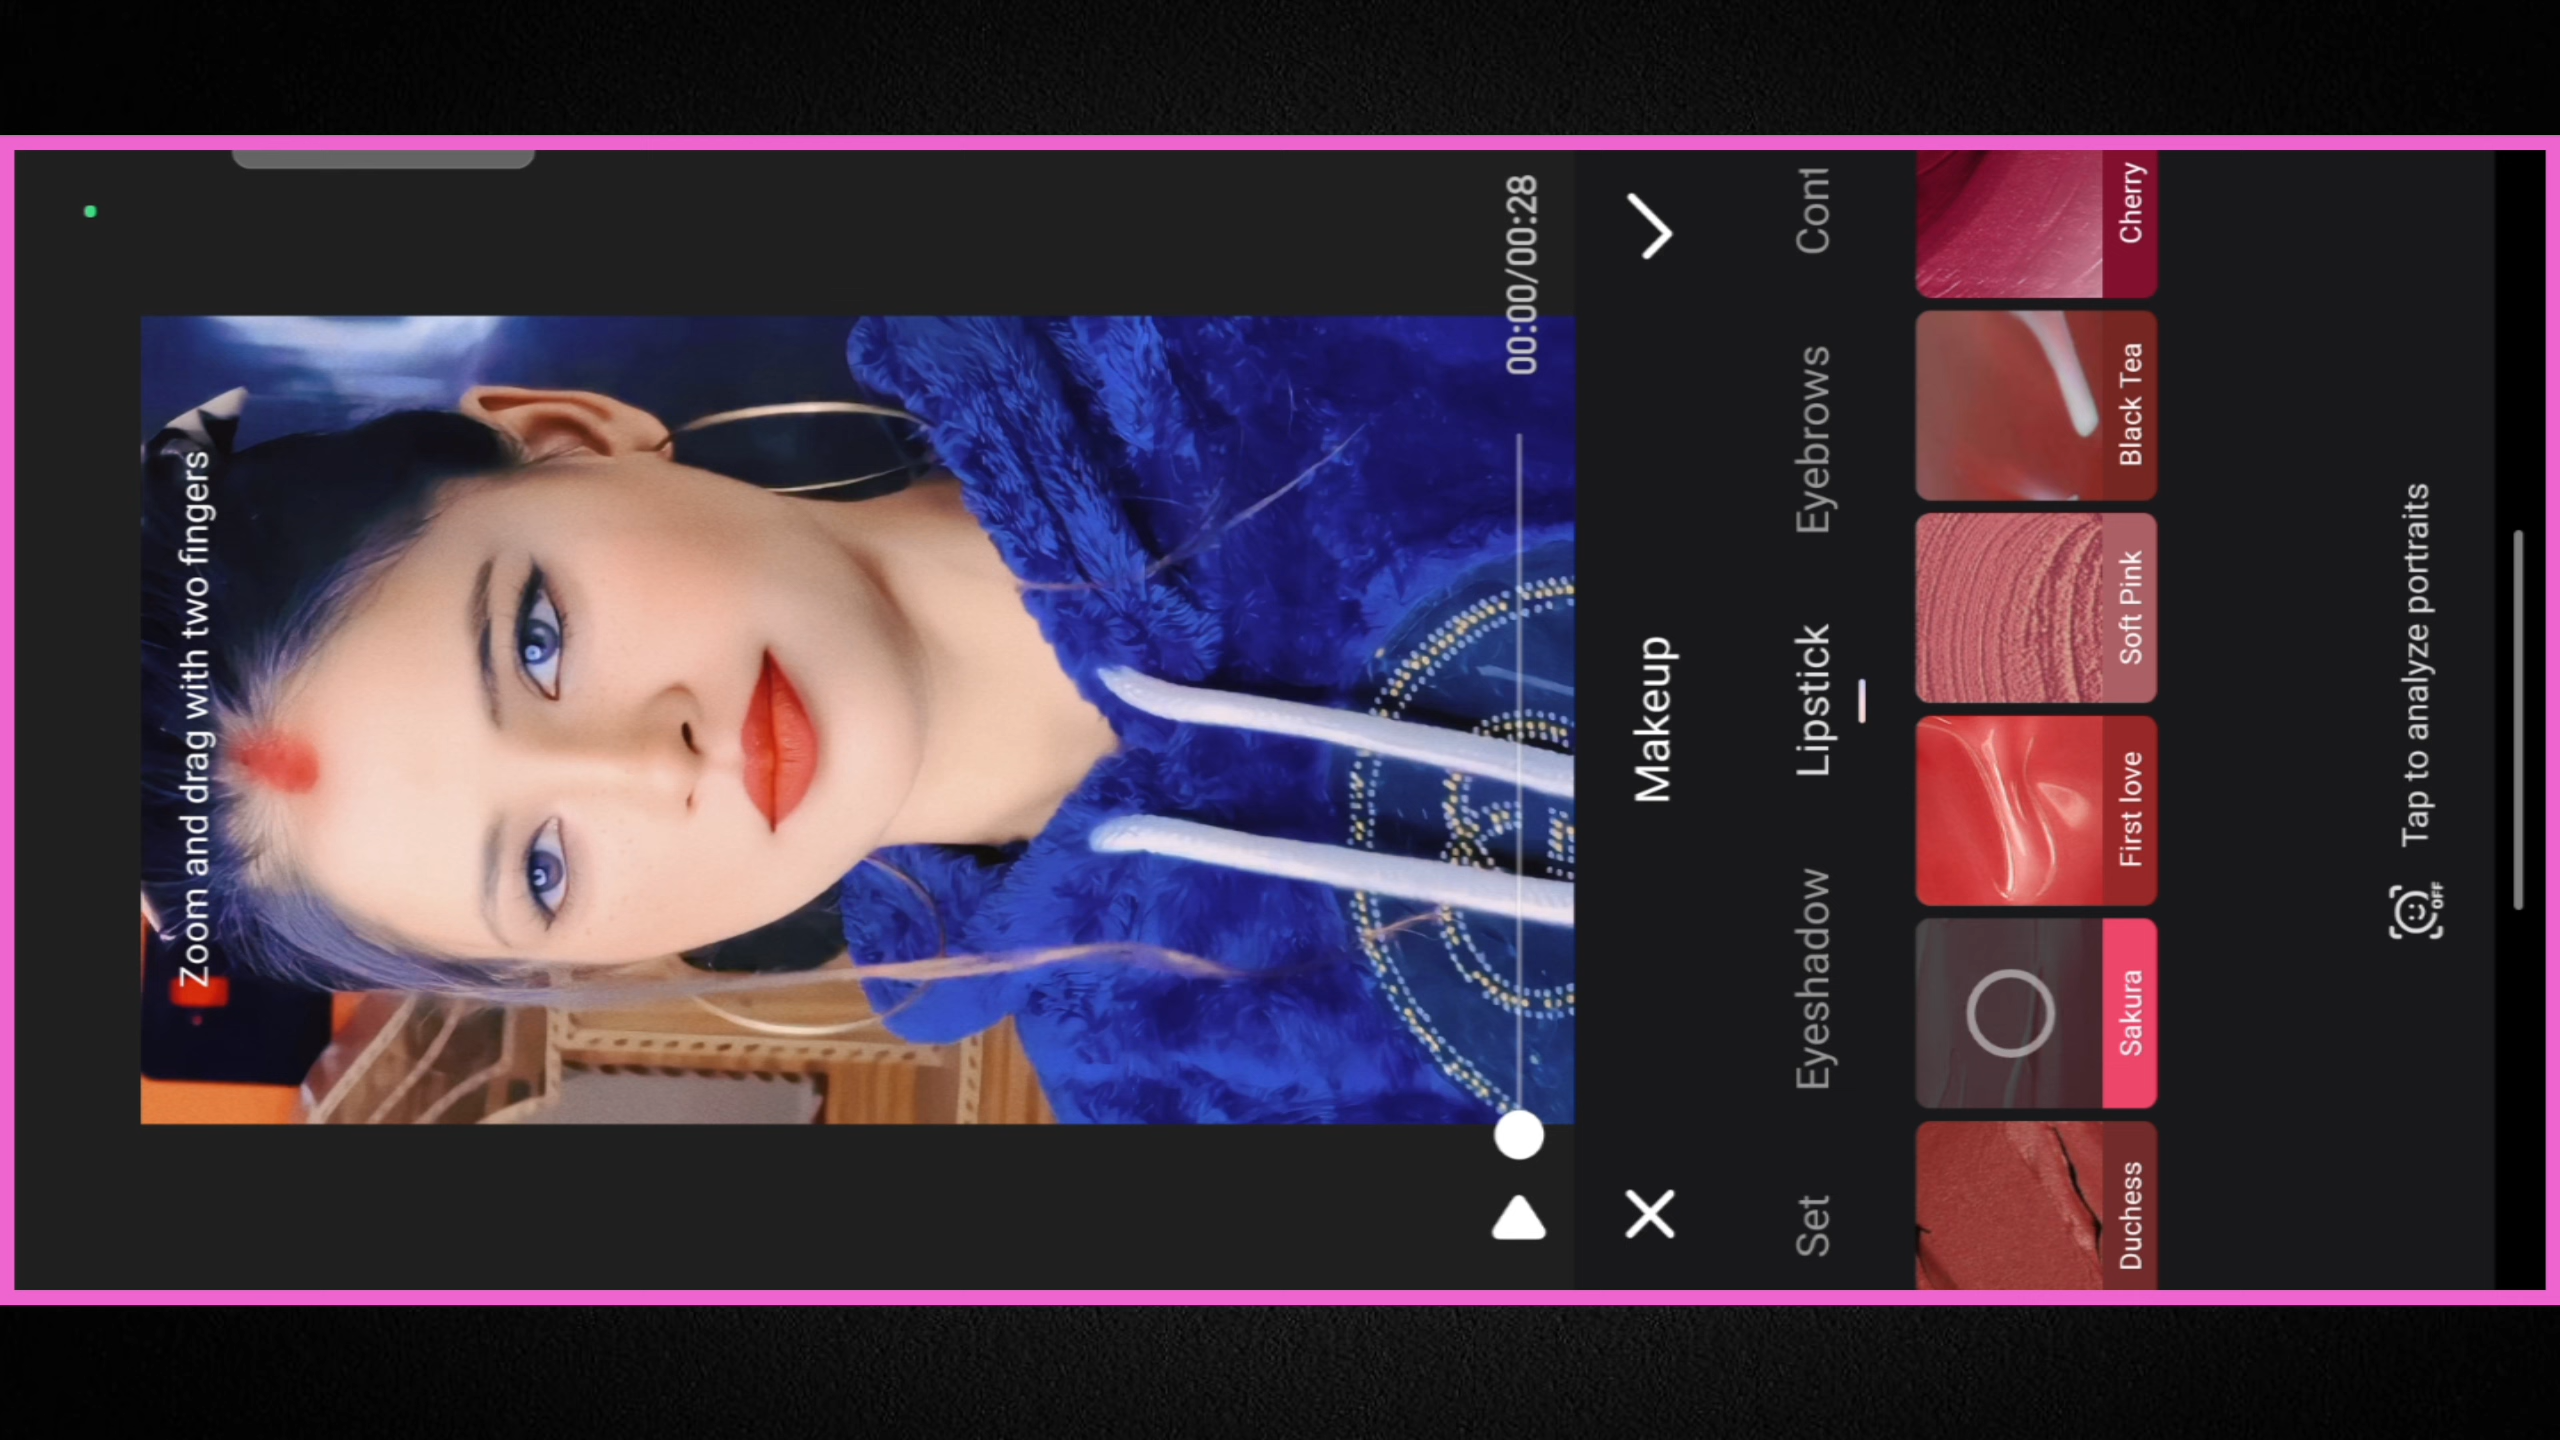 Zoom and drag with two fingers
00:00/00:28
Makeup
Set Eyeshadow Lipstick Eyebrows Cont
Duchess Sakura First love Soft Pink Black Tea Cherry
OFF Tap to analyze portraits